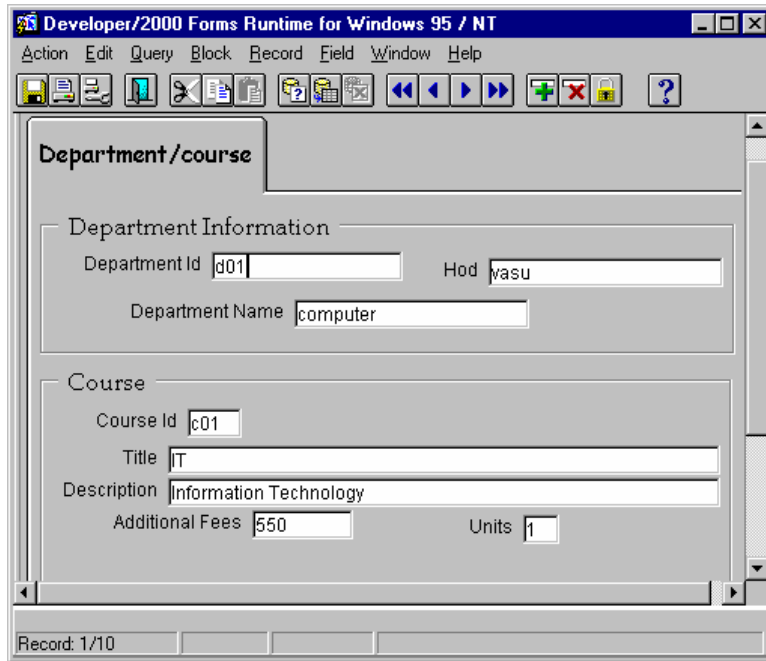 Developer/2000 Forms Runtime for Windows 95 / NT
Action Edit Query Block Record Field Window Help
Department/course
Department Information
Department Id d01 Hod vasu
Department Name computer
Course
Course Id c01
Title IT
Description Information Technology
Additional Fees 550 Units 1
Record: 1/10